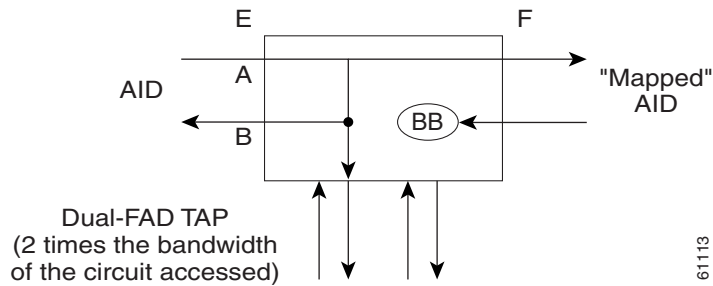 E
F
A
AID
"Mapped"
AID
B
BB
Dual-FAD TAP
(2 times the bandwidth
of the circuit accessed)
61113